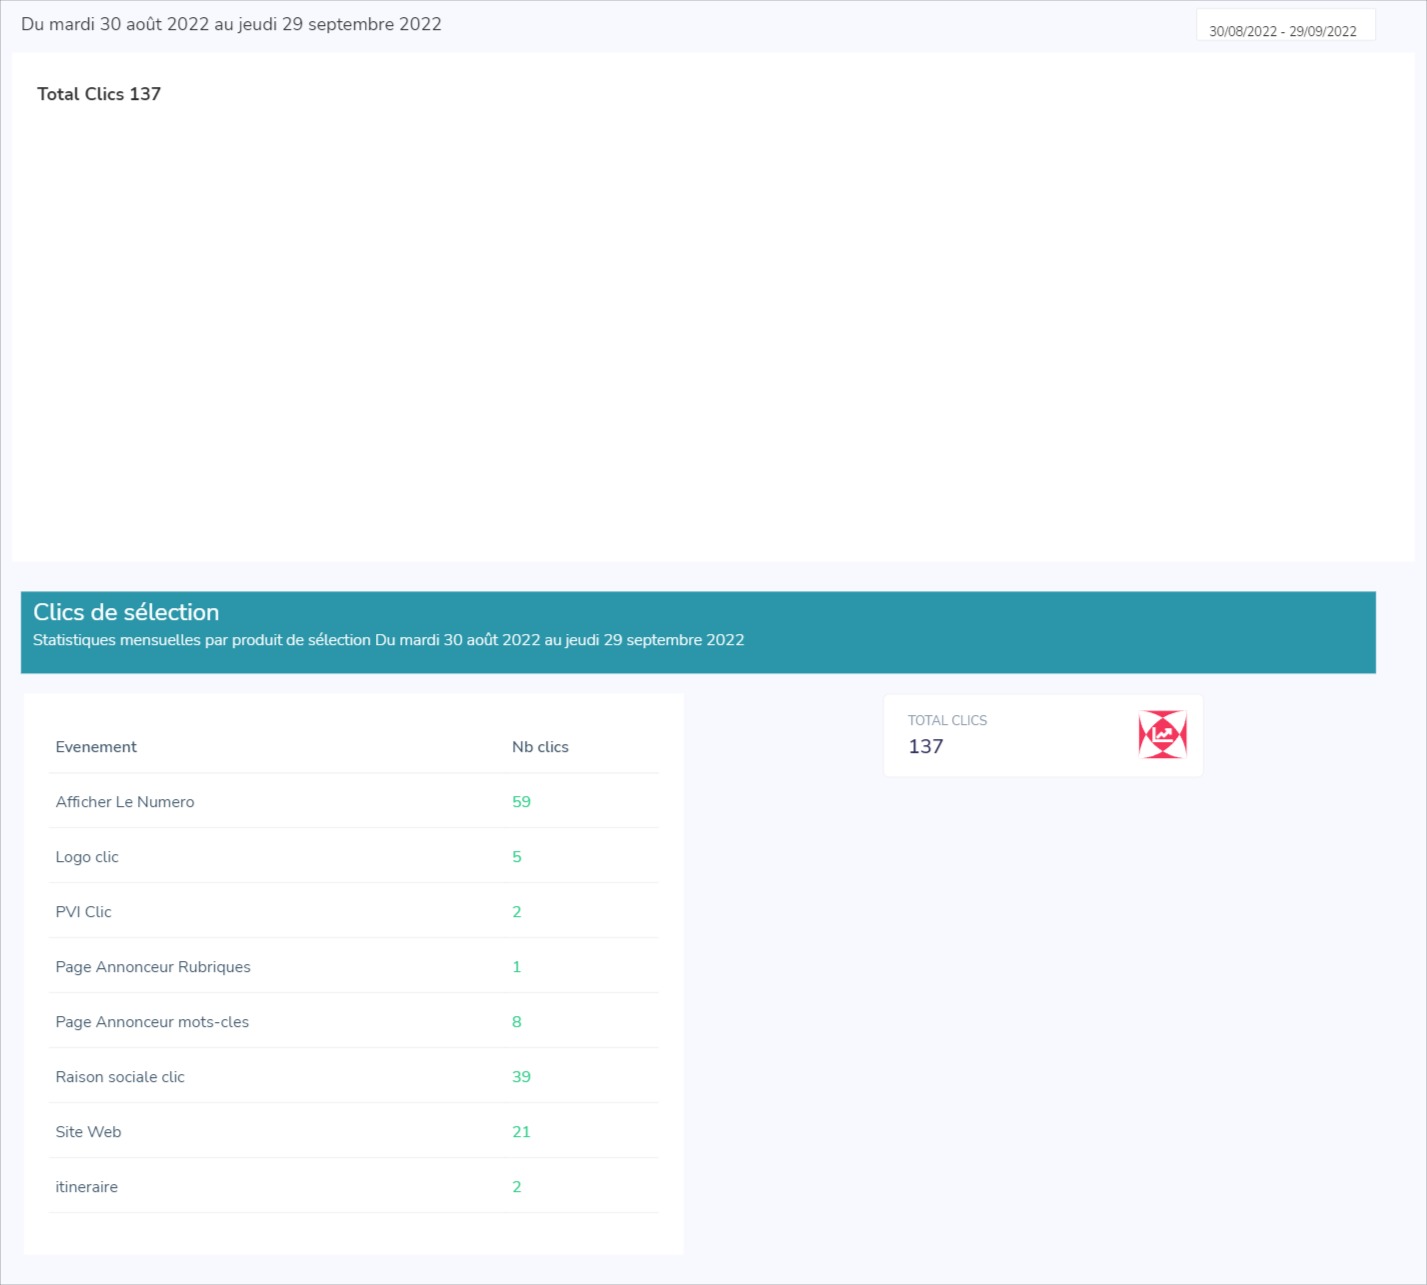 Du mardi 30 août 2022 au jeudi 29 septembre 2022
30/08/2022 - 29/09/2022
Total Clics 137
Clics de sélection
Statistiques mensuelles par produit de sélection Du mardi 30 août 2022 au jeudi 29 septembre 2022
TOTAL CLICS
137
Evenement Nb clics
Afficher Le Numero 59
Logo clic 5
PVI Clic 2
Page Annonceur Rubriques 1
Page Annonceur mots-cles 8
Raison sociale clic 39
Site Web 21
itineraire 2